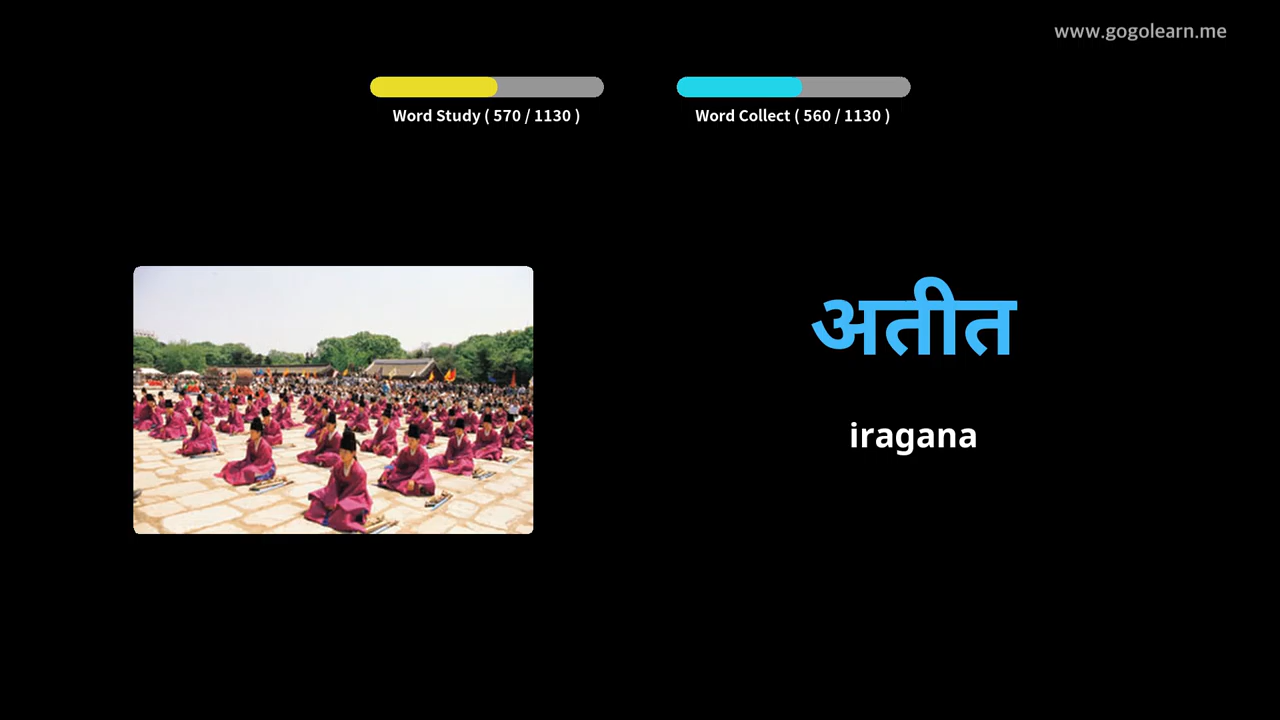 www.gogolearn.me
Word Study ( 570 / 1130 )
Word Collect ( 560 / 1130 )
अतीत
iragana